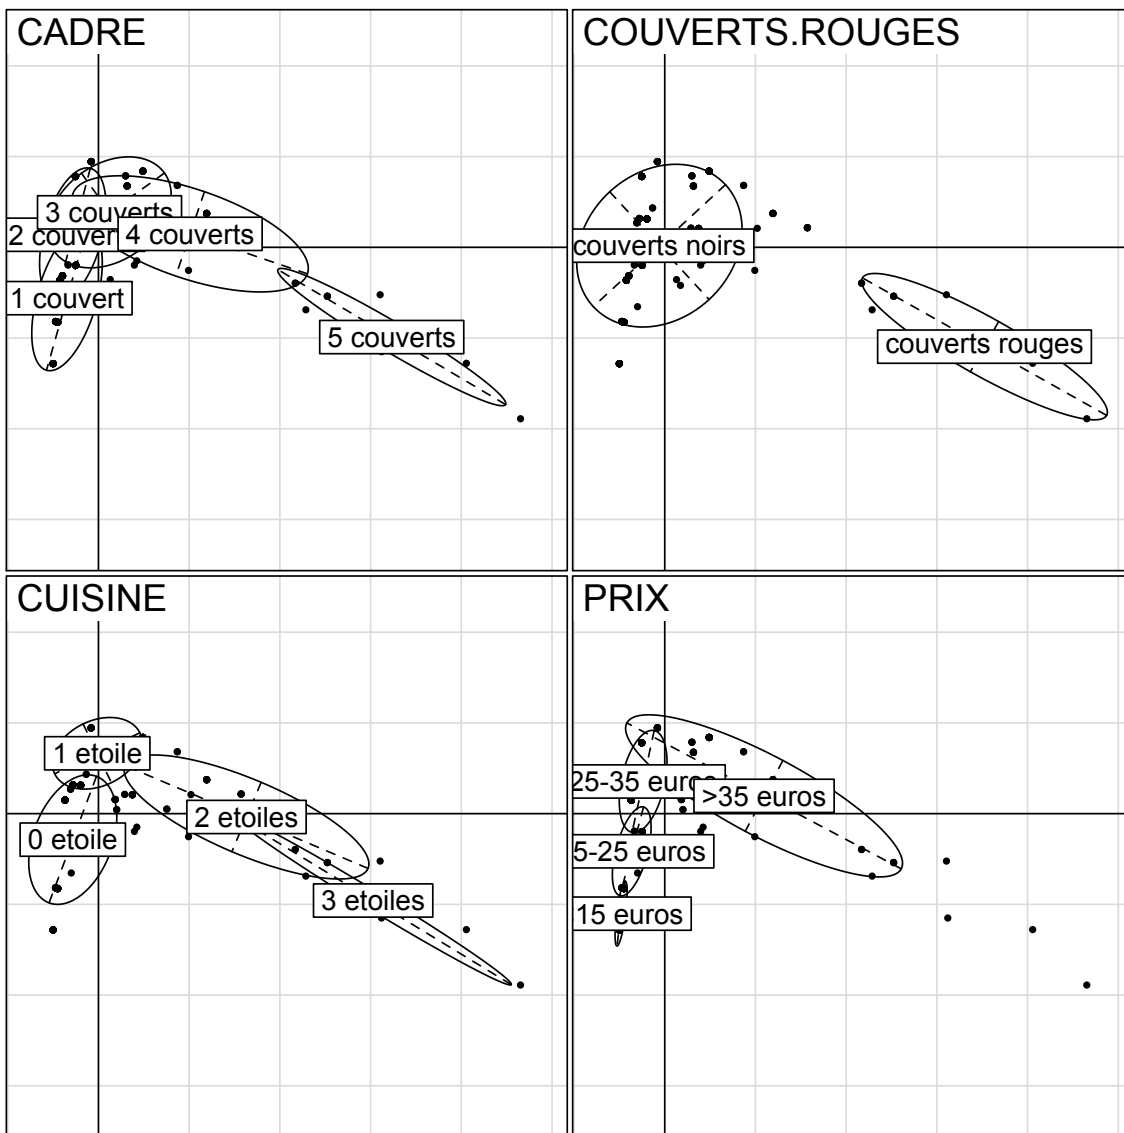 CADRE
3 couverts
2 couver
4 couverts
1 couvert
5 couverts
COUVERTS.ROUGES
couverts noirs
couverts rouges
CUISINE
1 etoile
2 etoiles
0 etoile
3 etoiles
PRIX
25-35 euros
>35 euros
5-25 euros
15 euros